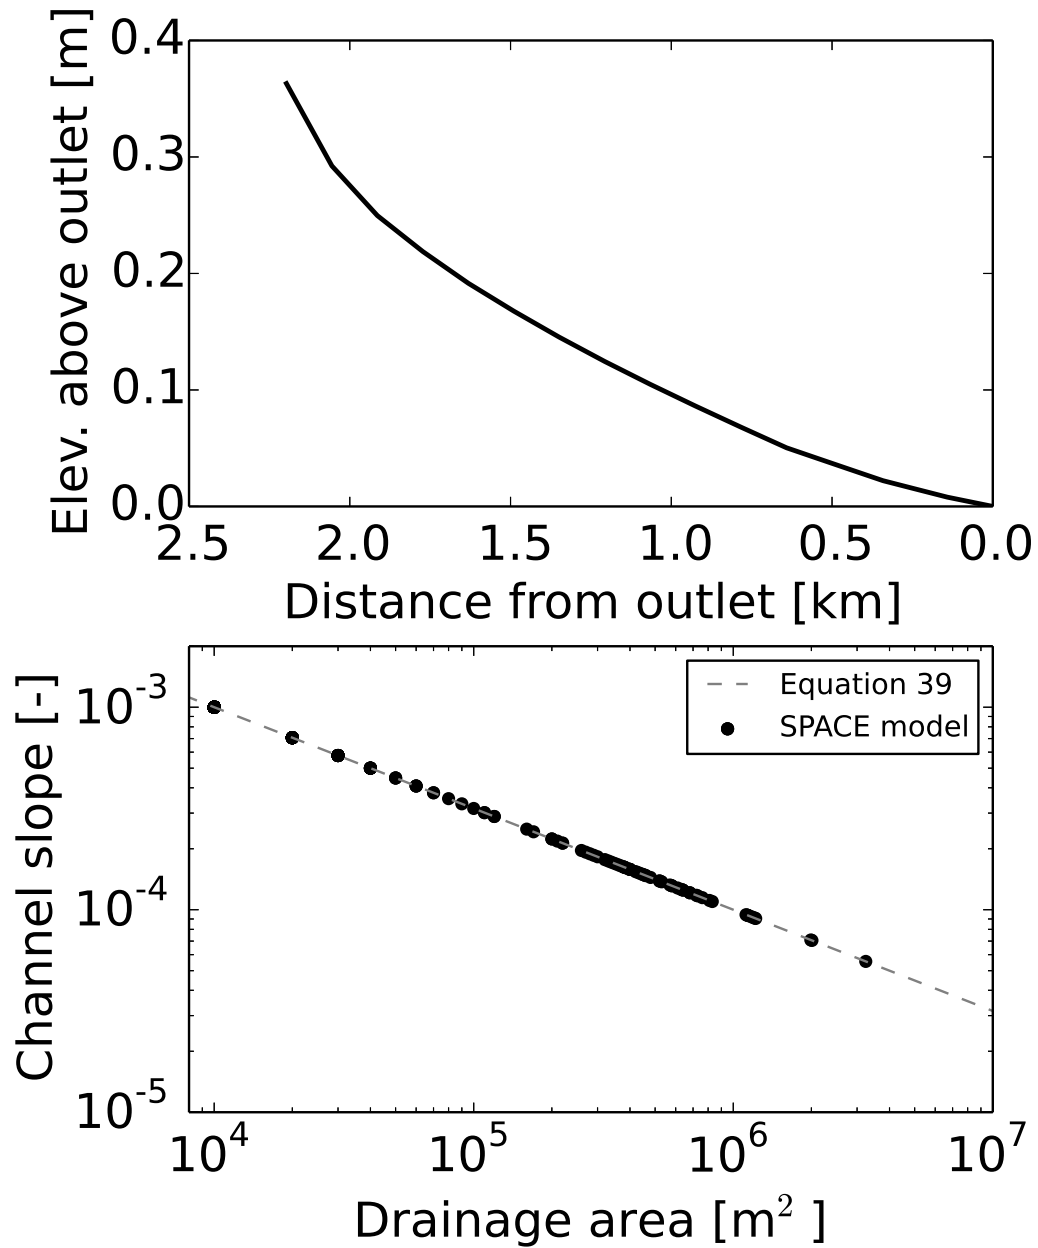 Elev. above outlet [m]
0.4
0.3
0.2
0.1
0.0
2.5 2.0 1.5 1.0 0.5 0.0
Distance from outlet [km]
Channel slope [-]
10⁻³
10⁻⁴
10⁻⁵
Equation 39
SPACE model
10⁴ 10⁵ 10⁶ 10⁷
Drainage area [m² ]